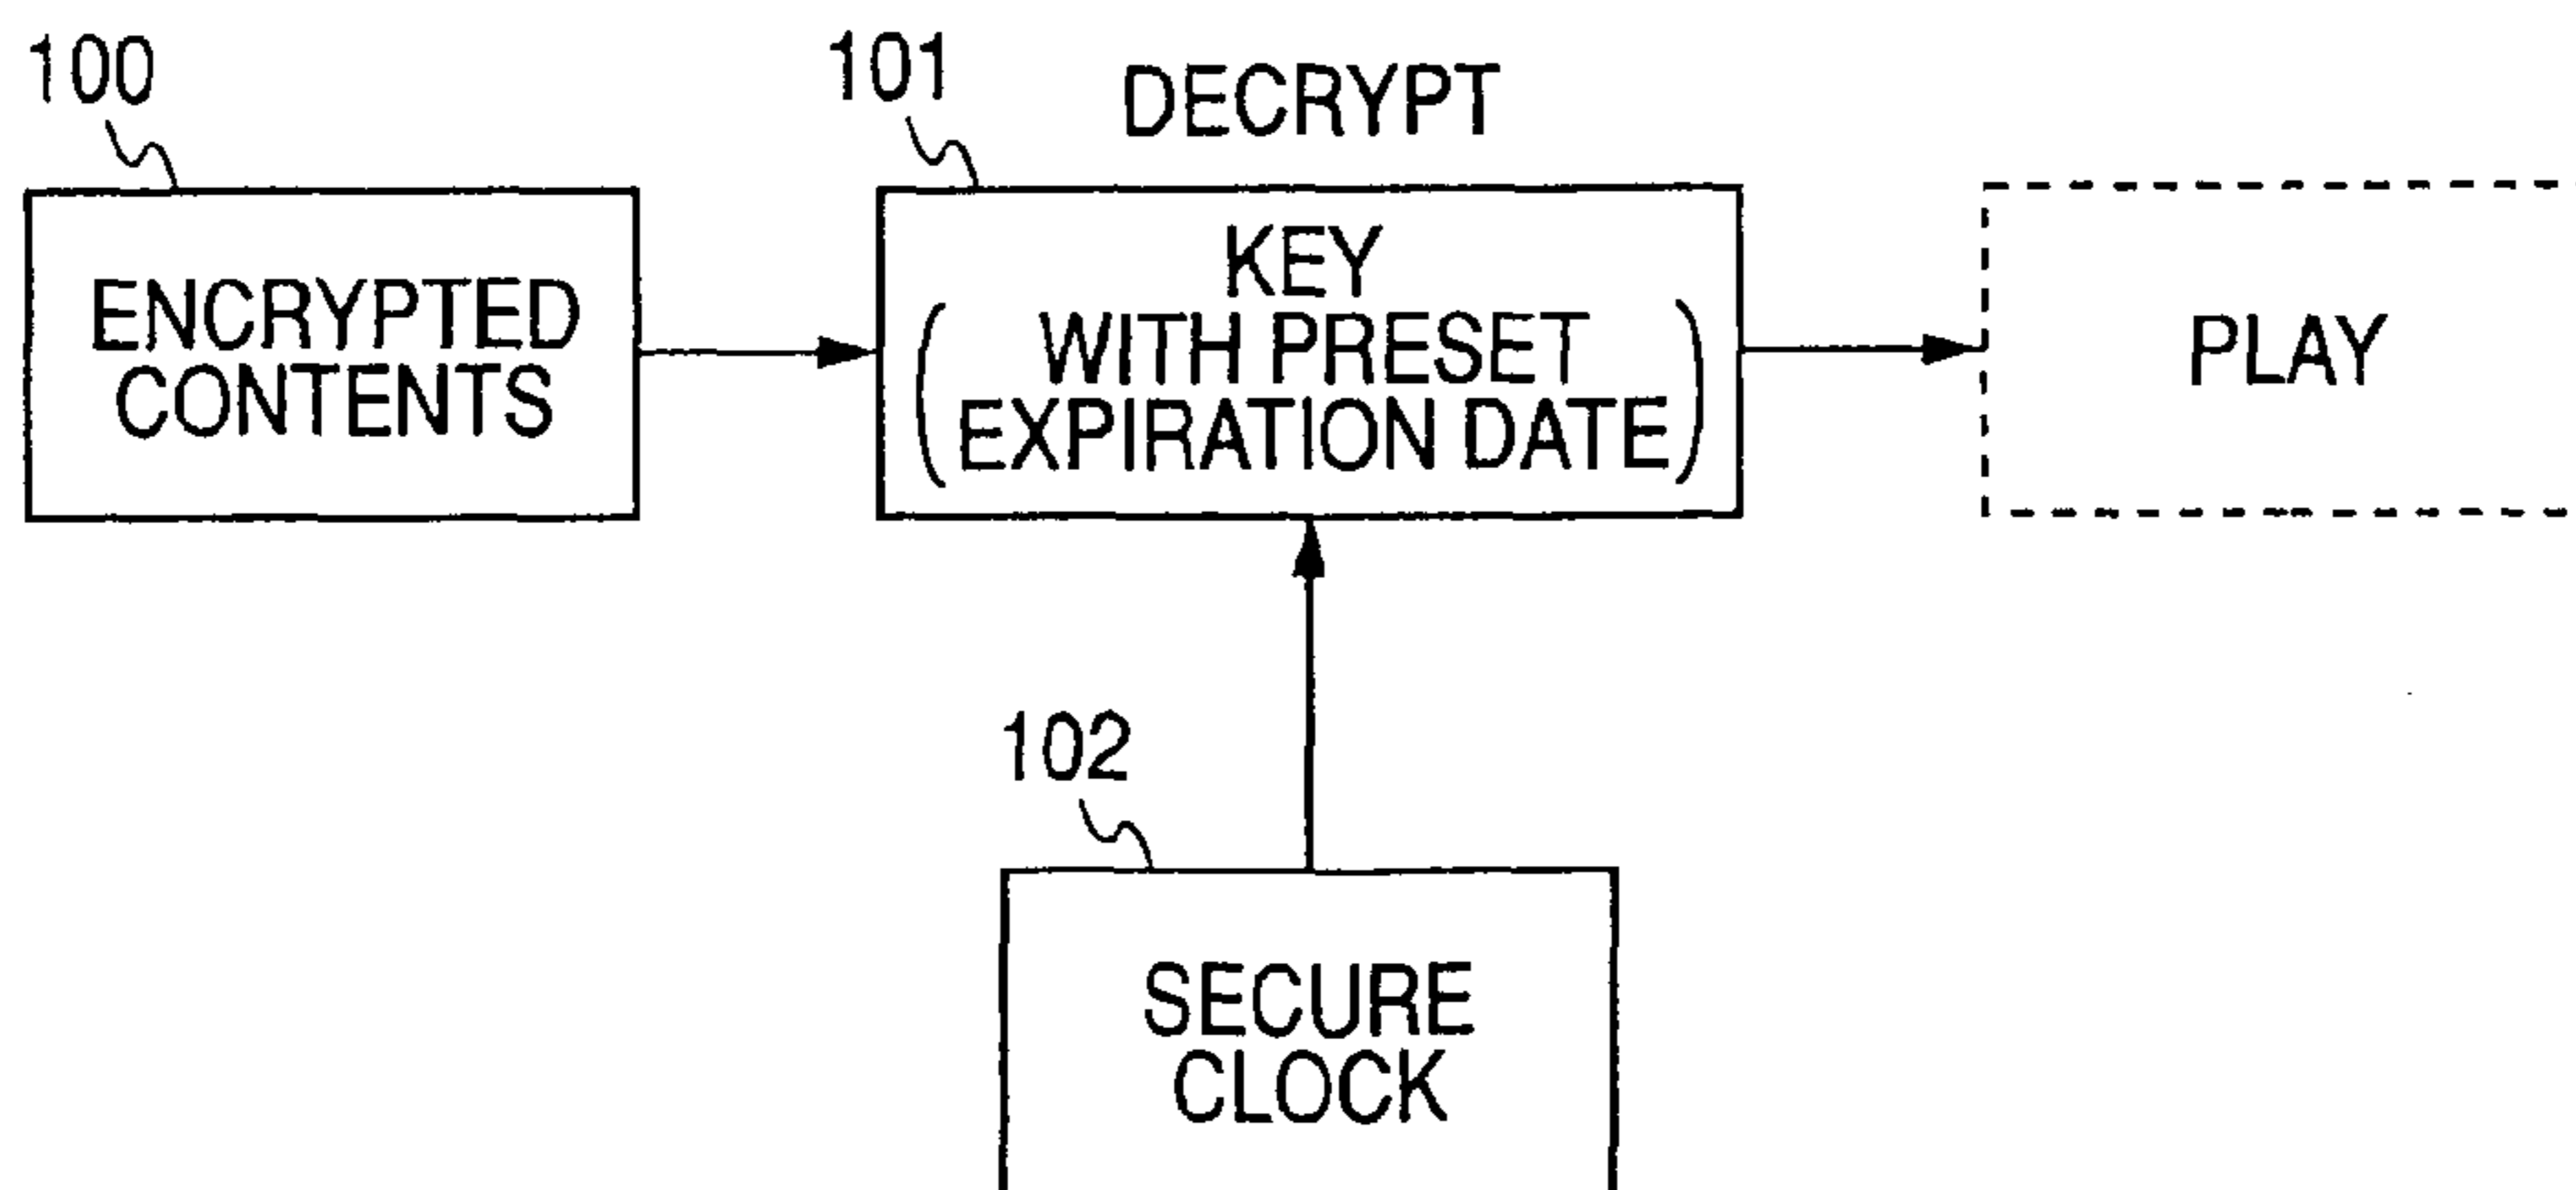 100
101
DECRYPT
ENCRYPTED
CONTENTS
KEY
(WITH PRESET
EXPIRATION DATE)
PLAY
102
SECURE
CLOCK